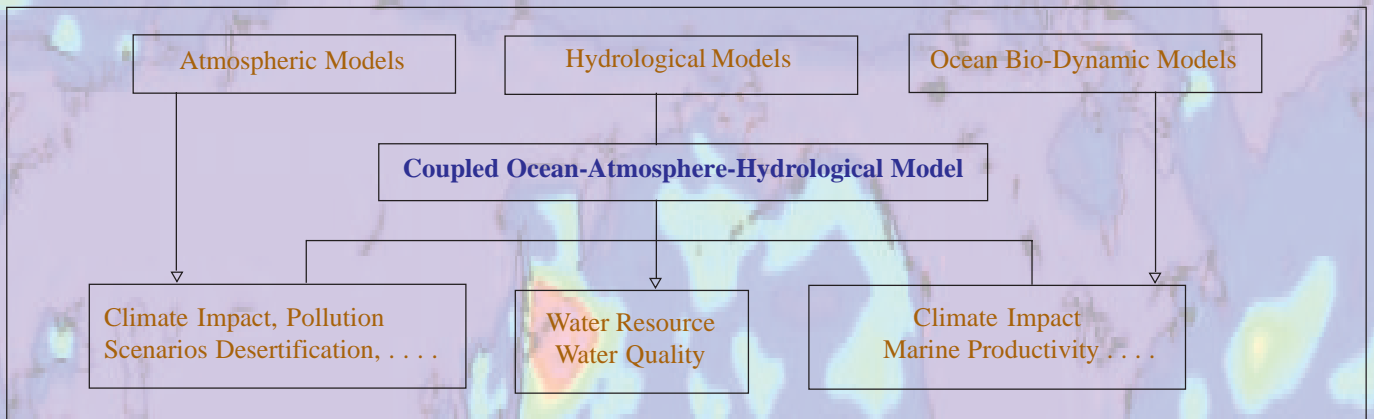 Atmospheric Models
Hydrological Models
Ocean Bio-Dynamic Models
Coupled Ocean-Atmosphere-Hydrological Model
Climate Impact, Pollution
Scenarios Desertification, . . . .
Water Resource
Water Quality
Climate Impact
Marine Productivity . . . .